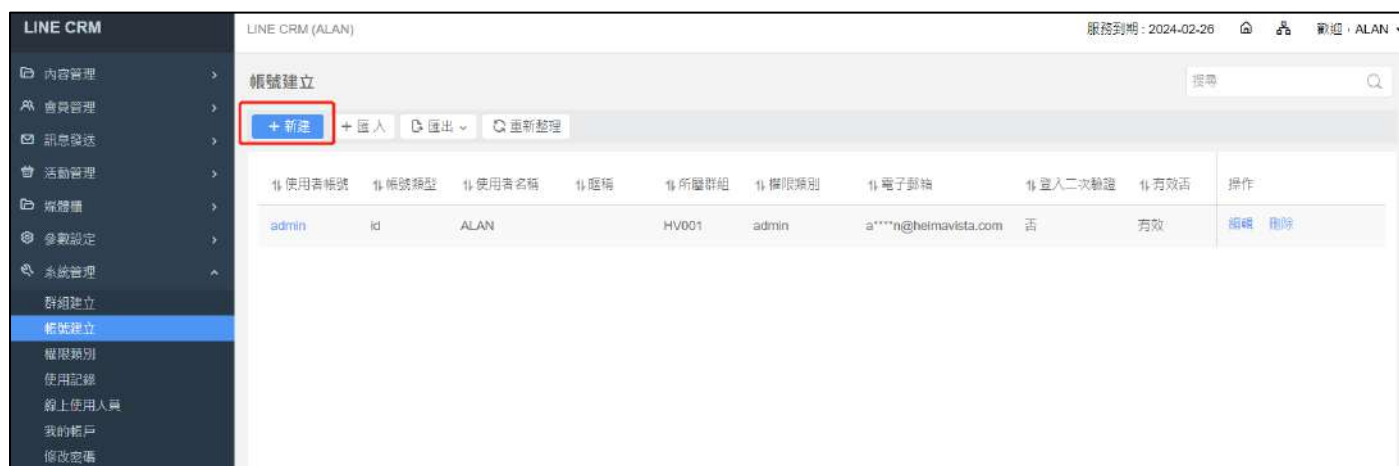 LINE CRM
LINE CRM (ALAN)
服務到期 : 2024-02-26
歡迎，ALAN
內容管理
會員管理
訊息發送
活動管理
媒體櫃
參數設定
系統管理
群組建立
帳號建立
權限類別
使用記錄
線上使用人員
我的帳戶
修改密碼
帳號建立
搜尋
+ 新建
+ 匯入
匯出
重新整理
使用者帳號 帳號類型 使用者名稱 暱稱 所屬群組 權限類別 電子郵箱 登入二次驗證 有效否 操作
admin id ALAN HV001 admin a****n@heimavista.com 否 有效 編輯 刪除